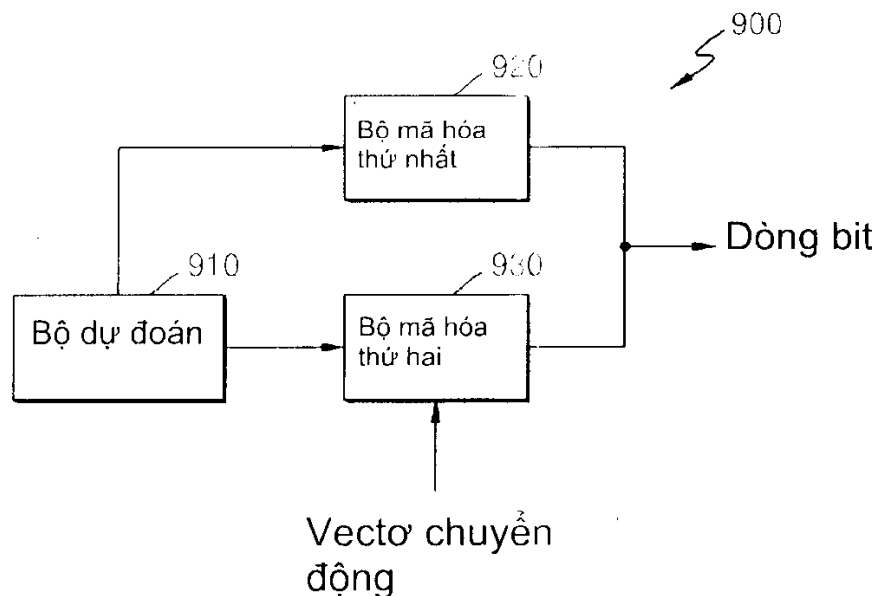 900
920
Bộ mã hóa
thứ nhất
Dòng bit
910
930
Bộ dự đoán
Bộ mã hóa
thứ hai
Vectơ chuyển
động